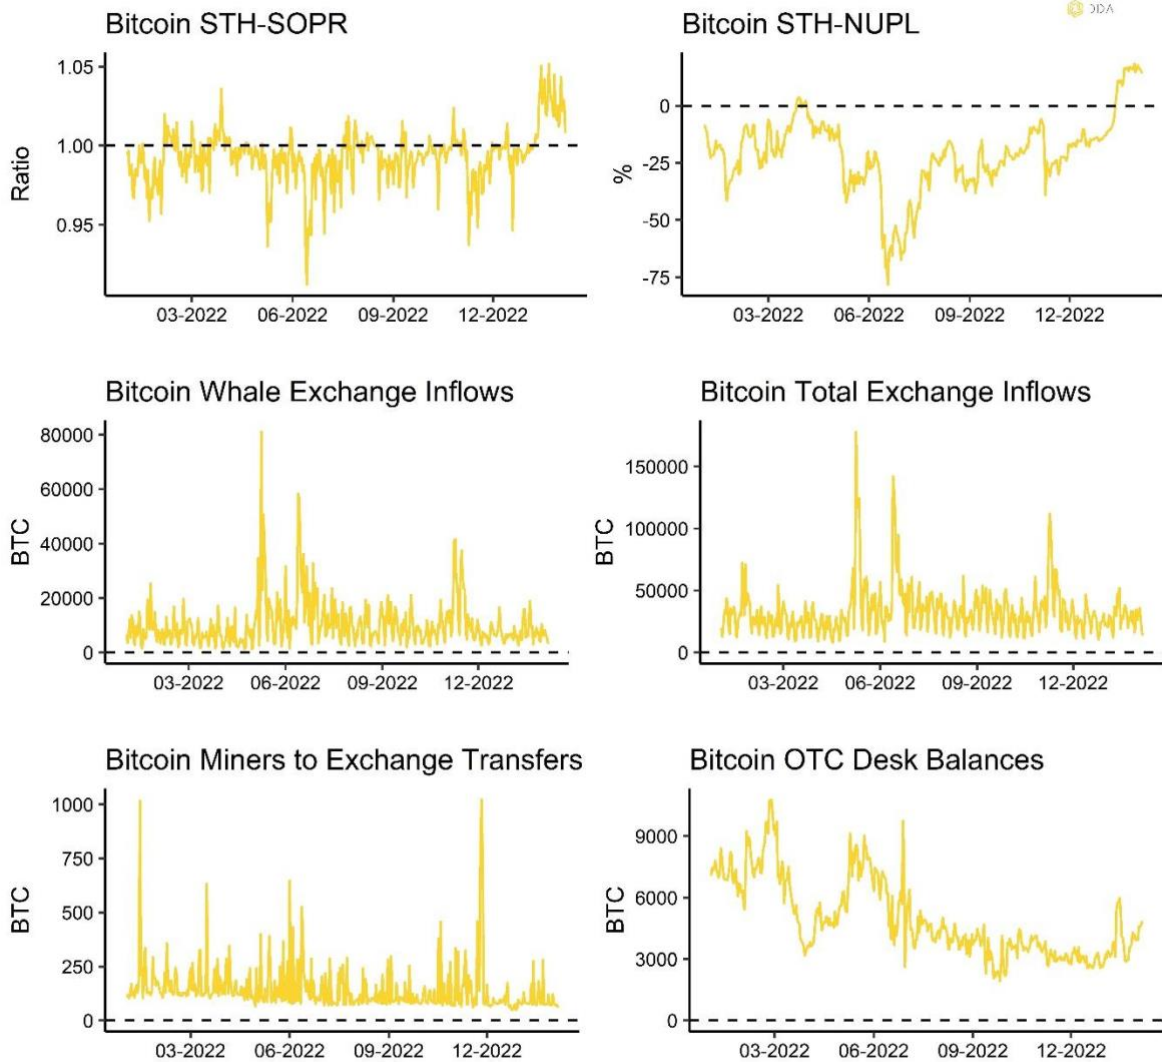 Bitcoin STH-SOPR
Ratio
1.05
1.00
0.95
03-2022 06-2022 09-2022 12-2022
Bitcoin STH-NUPL
%
0
-25
-50
-75
03-2022 06-2022 09-2022 12-2022
Bitcoin Whale Exchange Inflows
BTC
80000
60000
40000
20000
0
03-2022 06-2022 09-2022 12-2022
Bitcoin Total Exchange Inflows
BTC
150000
100000
50000
0
03-2022 06-2022 09-2022 12-2022
Bitcoin Miners to Exchange Transfers
BTC
1000
750
500
250
0
03-2022 06-2022 09-2022 12-2022
Bitcoin OTC Desk Balances
BTC
9000
6000
3000
0
03-2022 06-2022 09-2022 12-2022